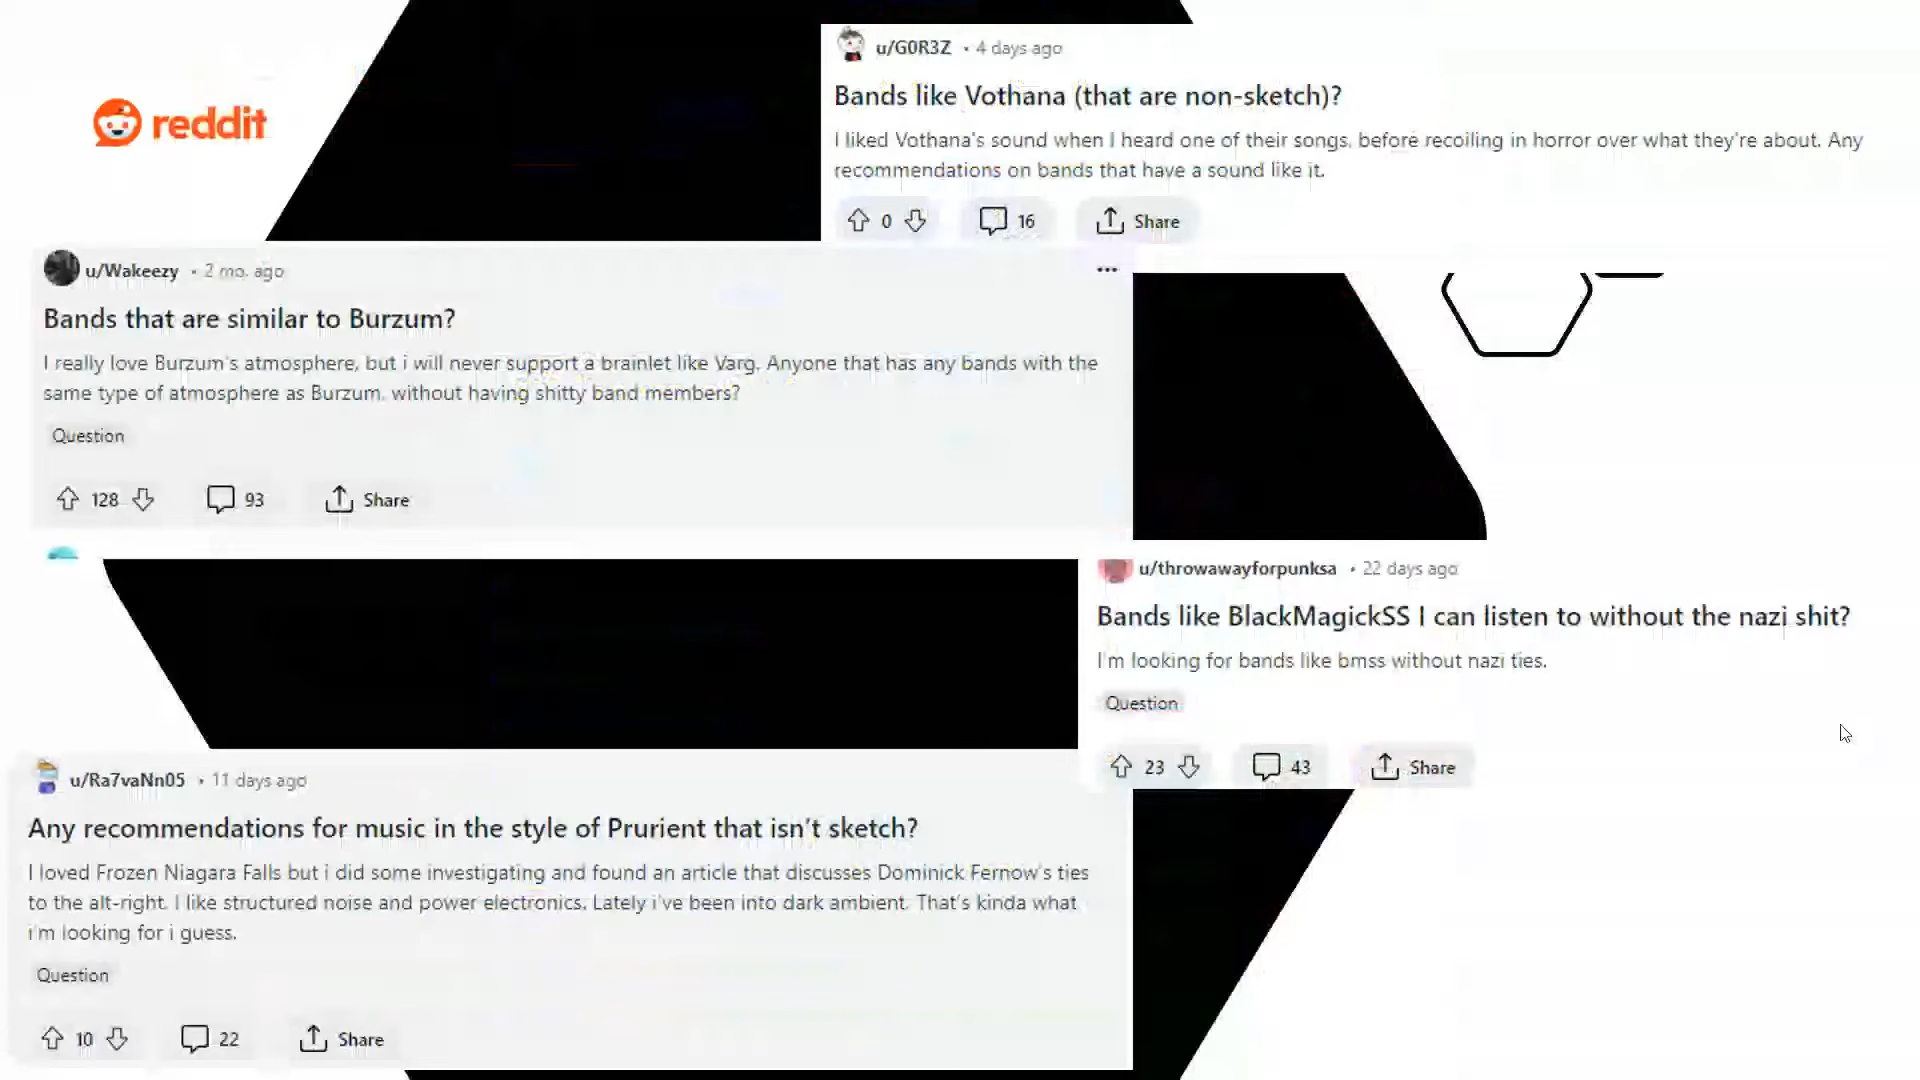 reddit
u/G0R3Z • 4 days ago
Bands like Vothana (that are non-sketch)?
I liked Vothana's sound when I heard one of their songs, before recoiling in horror over what they're about. Any
recommendations on bands that have a sound like it.
0 16 Share
u/Wakeezy • 2 mo. ago
Bands that are similar to Burzum?
I really love Burzum's atmosphere, but i will never support a brainlet like Varg. Anyone that has any bands with the
same type of atmosphere as Burzum, without having shitty band members?
Question
128 93 Share
u/throwawayforpunksa • 22 days ago
Bands like BlackMagickSS I can listen to without the nazi shit?
I'm looking for bands like bmss without nazi ties.
Question
23 43 Share
u/Ra7vaNn05 • 11 days ago
Any recommendations for music in the style of Prurient that isn't sketch?
I loved Frozen Niagara Falls but i did some investigating and found an article that discusses Dominick Fernow's ties
to the alt-right. I like structured noise and power electronics. Lately i've been into dark ambient. That's kinda what
i'm looking for i guess.
Question
10 22 Share